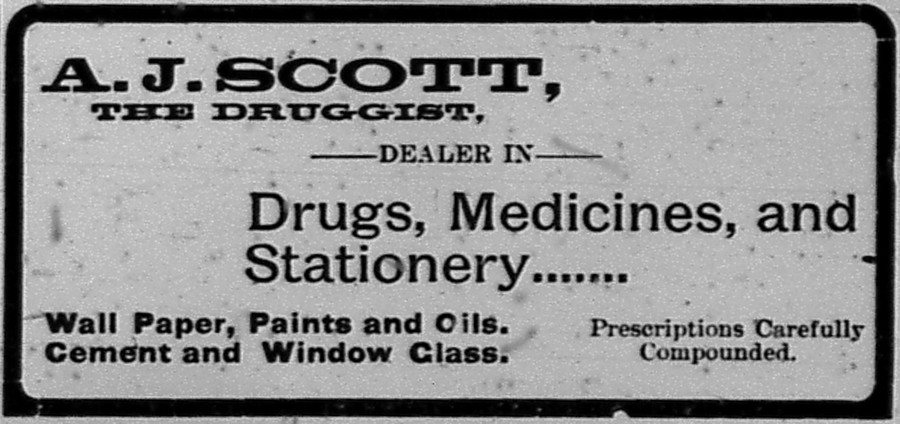 A. J. SCOTT,
THE DRUGGIST,
DEALER IN
Drugs, Medicines, and
Stationery.......
Wall Paper, Paints and Oils.
Cement and Window Glass.
Prescriptions Carefully
Compounded.